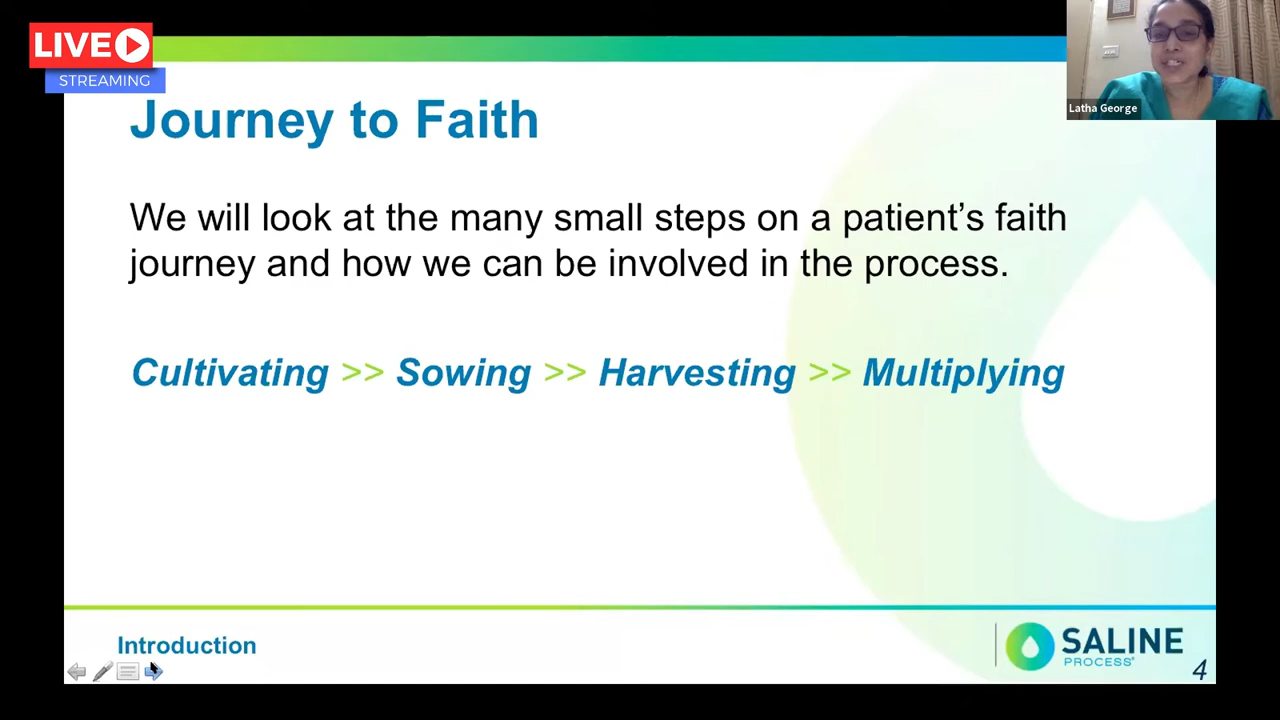 LIVE
STREAMING
Latha George
Journey to Faith
We will look at the many small steps on a patient’s faith
journey and how we can be involved in the process.
Cultivating >> Sowing >> Harvesting >> Multiplying
Introduction
SALINE
PROCESS®
4